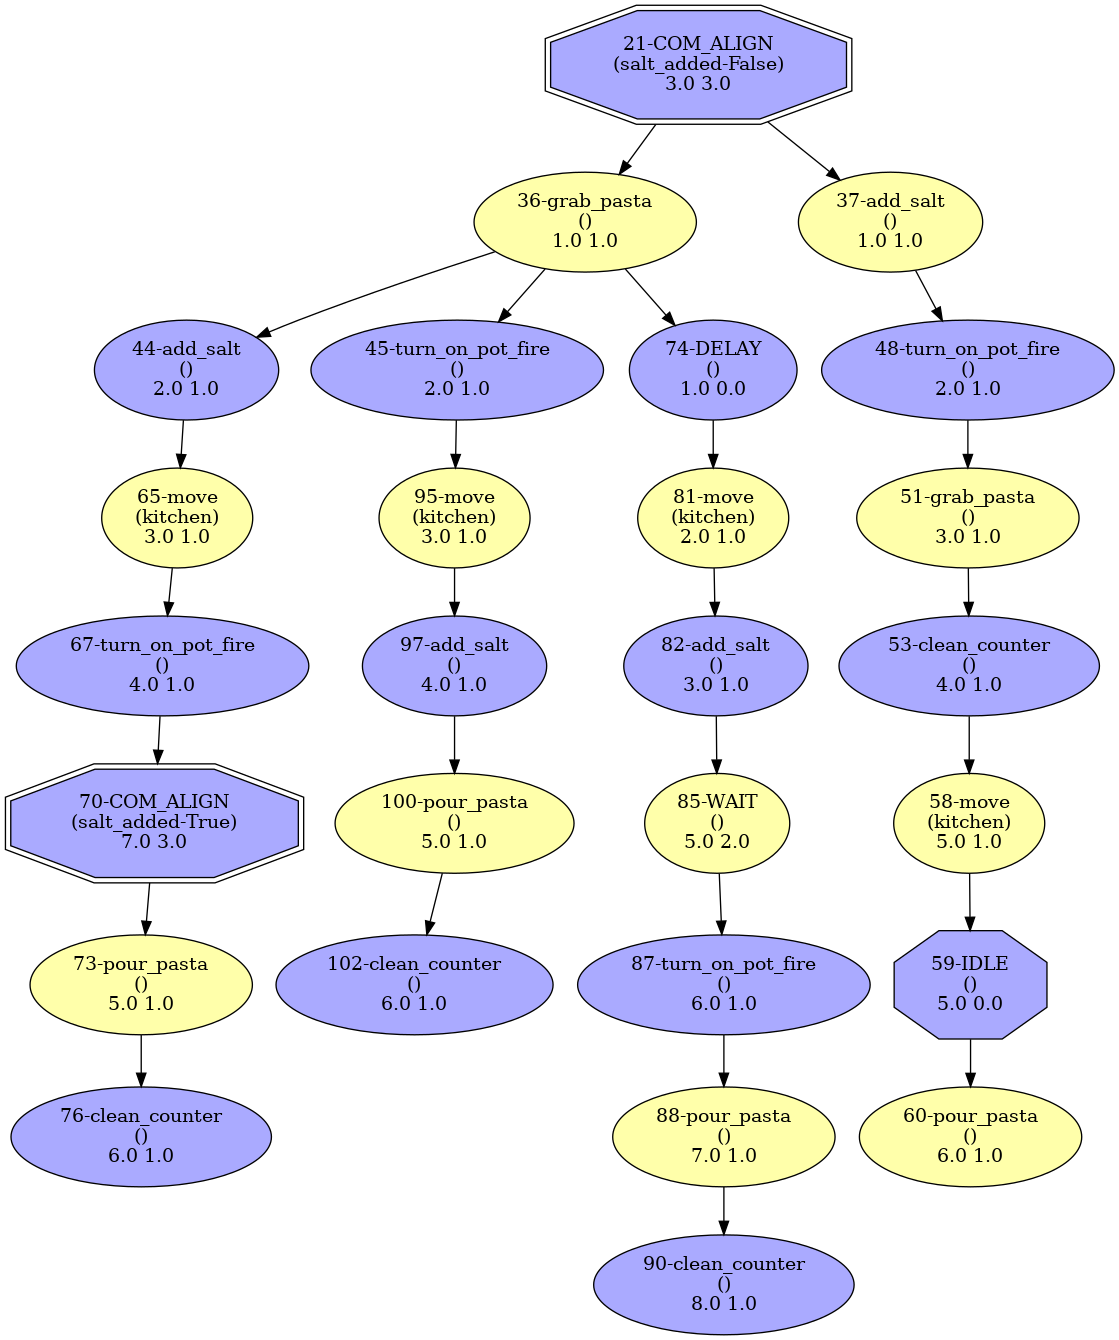 21-COM_ALIGN
(salt_added-False)
3.0 3.0
36-grab_pasta
()
1.0 1.0
37-add_salt
()
1.0 1.0
44-add_salt
()
2.0 1.0
45-turn_on_pot_fire
()
2.0 1.0
74-DELAY
()
1.0 0.0
48-turn_on_pot_fire
()
2.0 1.0
65-move
(kitchen)
3.0 1.0
95-move
(kitchen)
3.0 1.0
81-move
(kitchen)
2.0 1.0
51-grab_pasta
()
3.0 1.0
67-turn_on_pot_fire
()
4.0 1.0
97-add_salt
()
4.0 1.0
82-add_salt
()
3.0 1.0
53-clean_counter
()
4.0 1.0
70-COM_ALIGN
(salt_added-True)
7.0 3.0
100-pour_pasta
()
5.0 1.0
85-WAIT
()
5.0 2.0
58-move
(kitchen)
5.0 1.0
73-pour_pasta
()
5.0 1.0
102-clean_counter
()
6.0 1.0
87-turn_on_pot_fire
()
6.0 1.0
59-IDLE
()
5.0 0.0
76-clean_counter
()
6.0 1.0
88-pour_pasta
()
7.0 1.0
60-pour_pasta
()
6.0 1.0
90-clean_counter
()
8.0 1.0